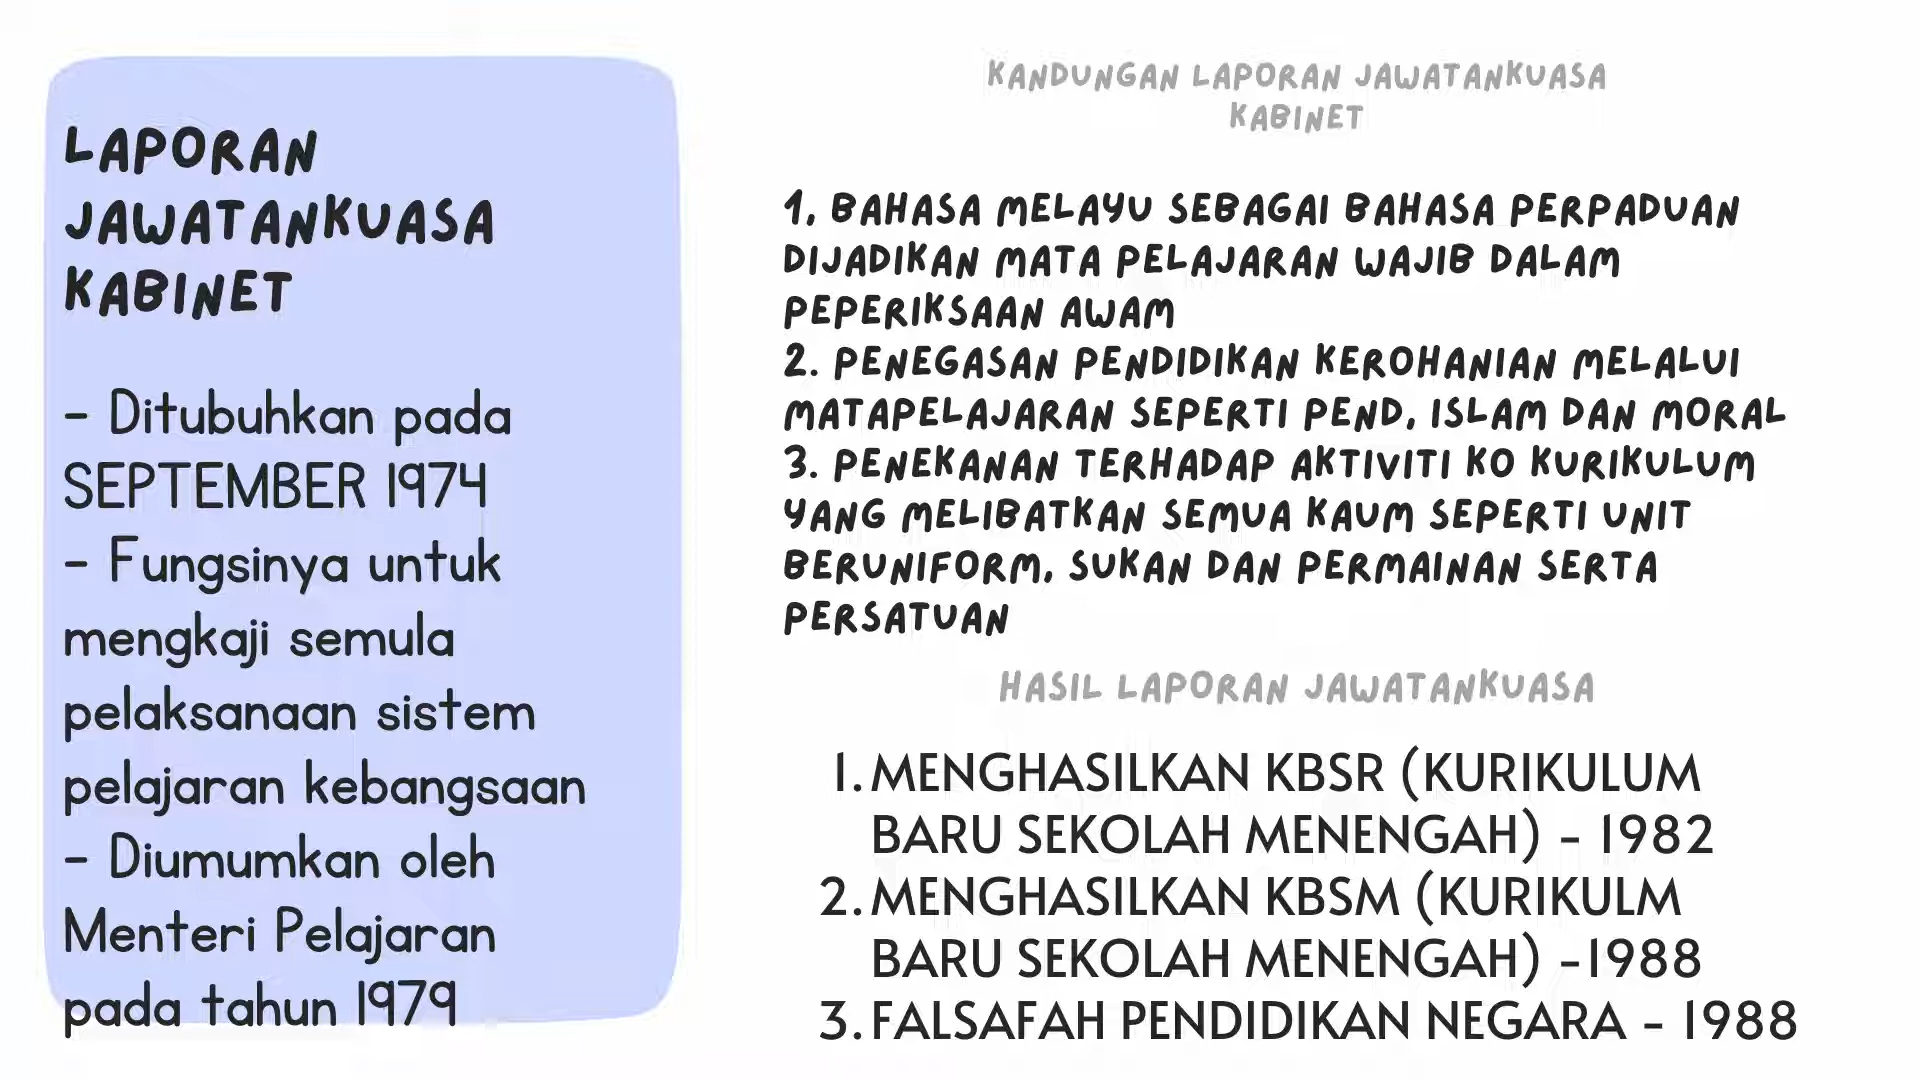 LAPORAN
JAWATANKUASA
KABINET
- Ditubuhkan pada
SEPTEMBER 1974
- Fungsinya untuk
mengkaji semula
pelaksanaan sistem
pelajaran kebangsaan
- Diumumkan oleh
Menteri Pelajaran
pada tahun 1979
KANDUNGAN LAPORAN JAWATANKUASA
KABINET
1, BAHASA MELAYU SEBAGAI BAHASA PERPADUAN
DIJADIKAN MATA PELAJARAN WAJIB DALAM
PEPERIKSAAN AWAM
2. PENEGASAN PENDIDIKAN KEROHANIAN MELALUI
MATAPELAJARAN SEPERTI PEND, ISLAM DAN MORAL
3. PENEKANAN TERHADAP AKTIVITI KO KURIKULUM
YANG MELIBATKAN SEMUA KAUM SEPERTI UNIT
BERUNIFORM, SUKAN DAN PERMAINAN SERTA
PERSATUAN
HASIL LAPORAN JAWATANKUASA
1. MENGHASILKAN KBSR (KURIKULUM
BARU SEKOLAH MENENGAH) - 1982
2. MENGHASILKAN KBSM (KURIKULM
BARU SEKOLAH MENENGAH) -1988
3. FALSAFAH PENDIDIKAN NEGARA - 1988